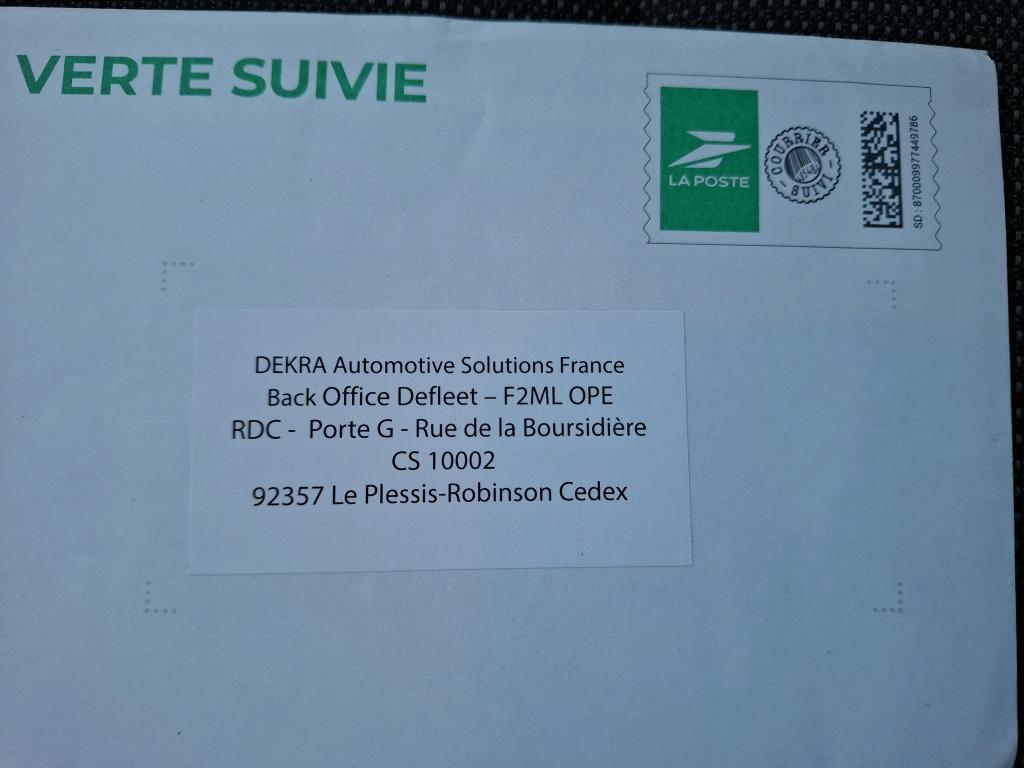 VERTE SUIVIE
LA POSTE
COURRIER
SUIVI
SD : 870009977449786
DEKRA Automotive Solutions France
Back Office Defleet – F2ML OPE
RDC - Porte G - Rue de la Boursidière
CS 10002
92357 Le Plessis-Robinson Cedex